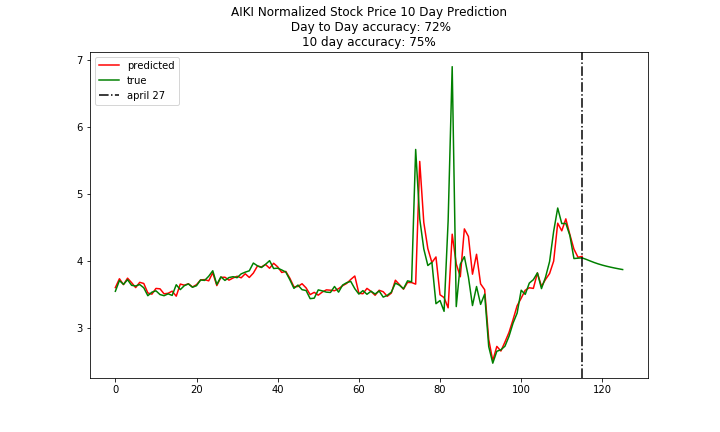 AIKI Normalized Stock Price 10 Day Prediction
Day to Day accuracy: 72%
10 day accuracy: 75%
predicted
true
april 27
7
6
5
4
3
0
20
40
60
80
100
120